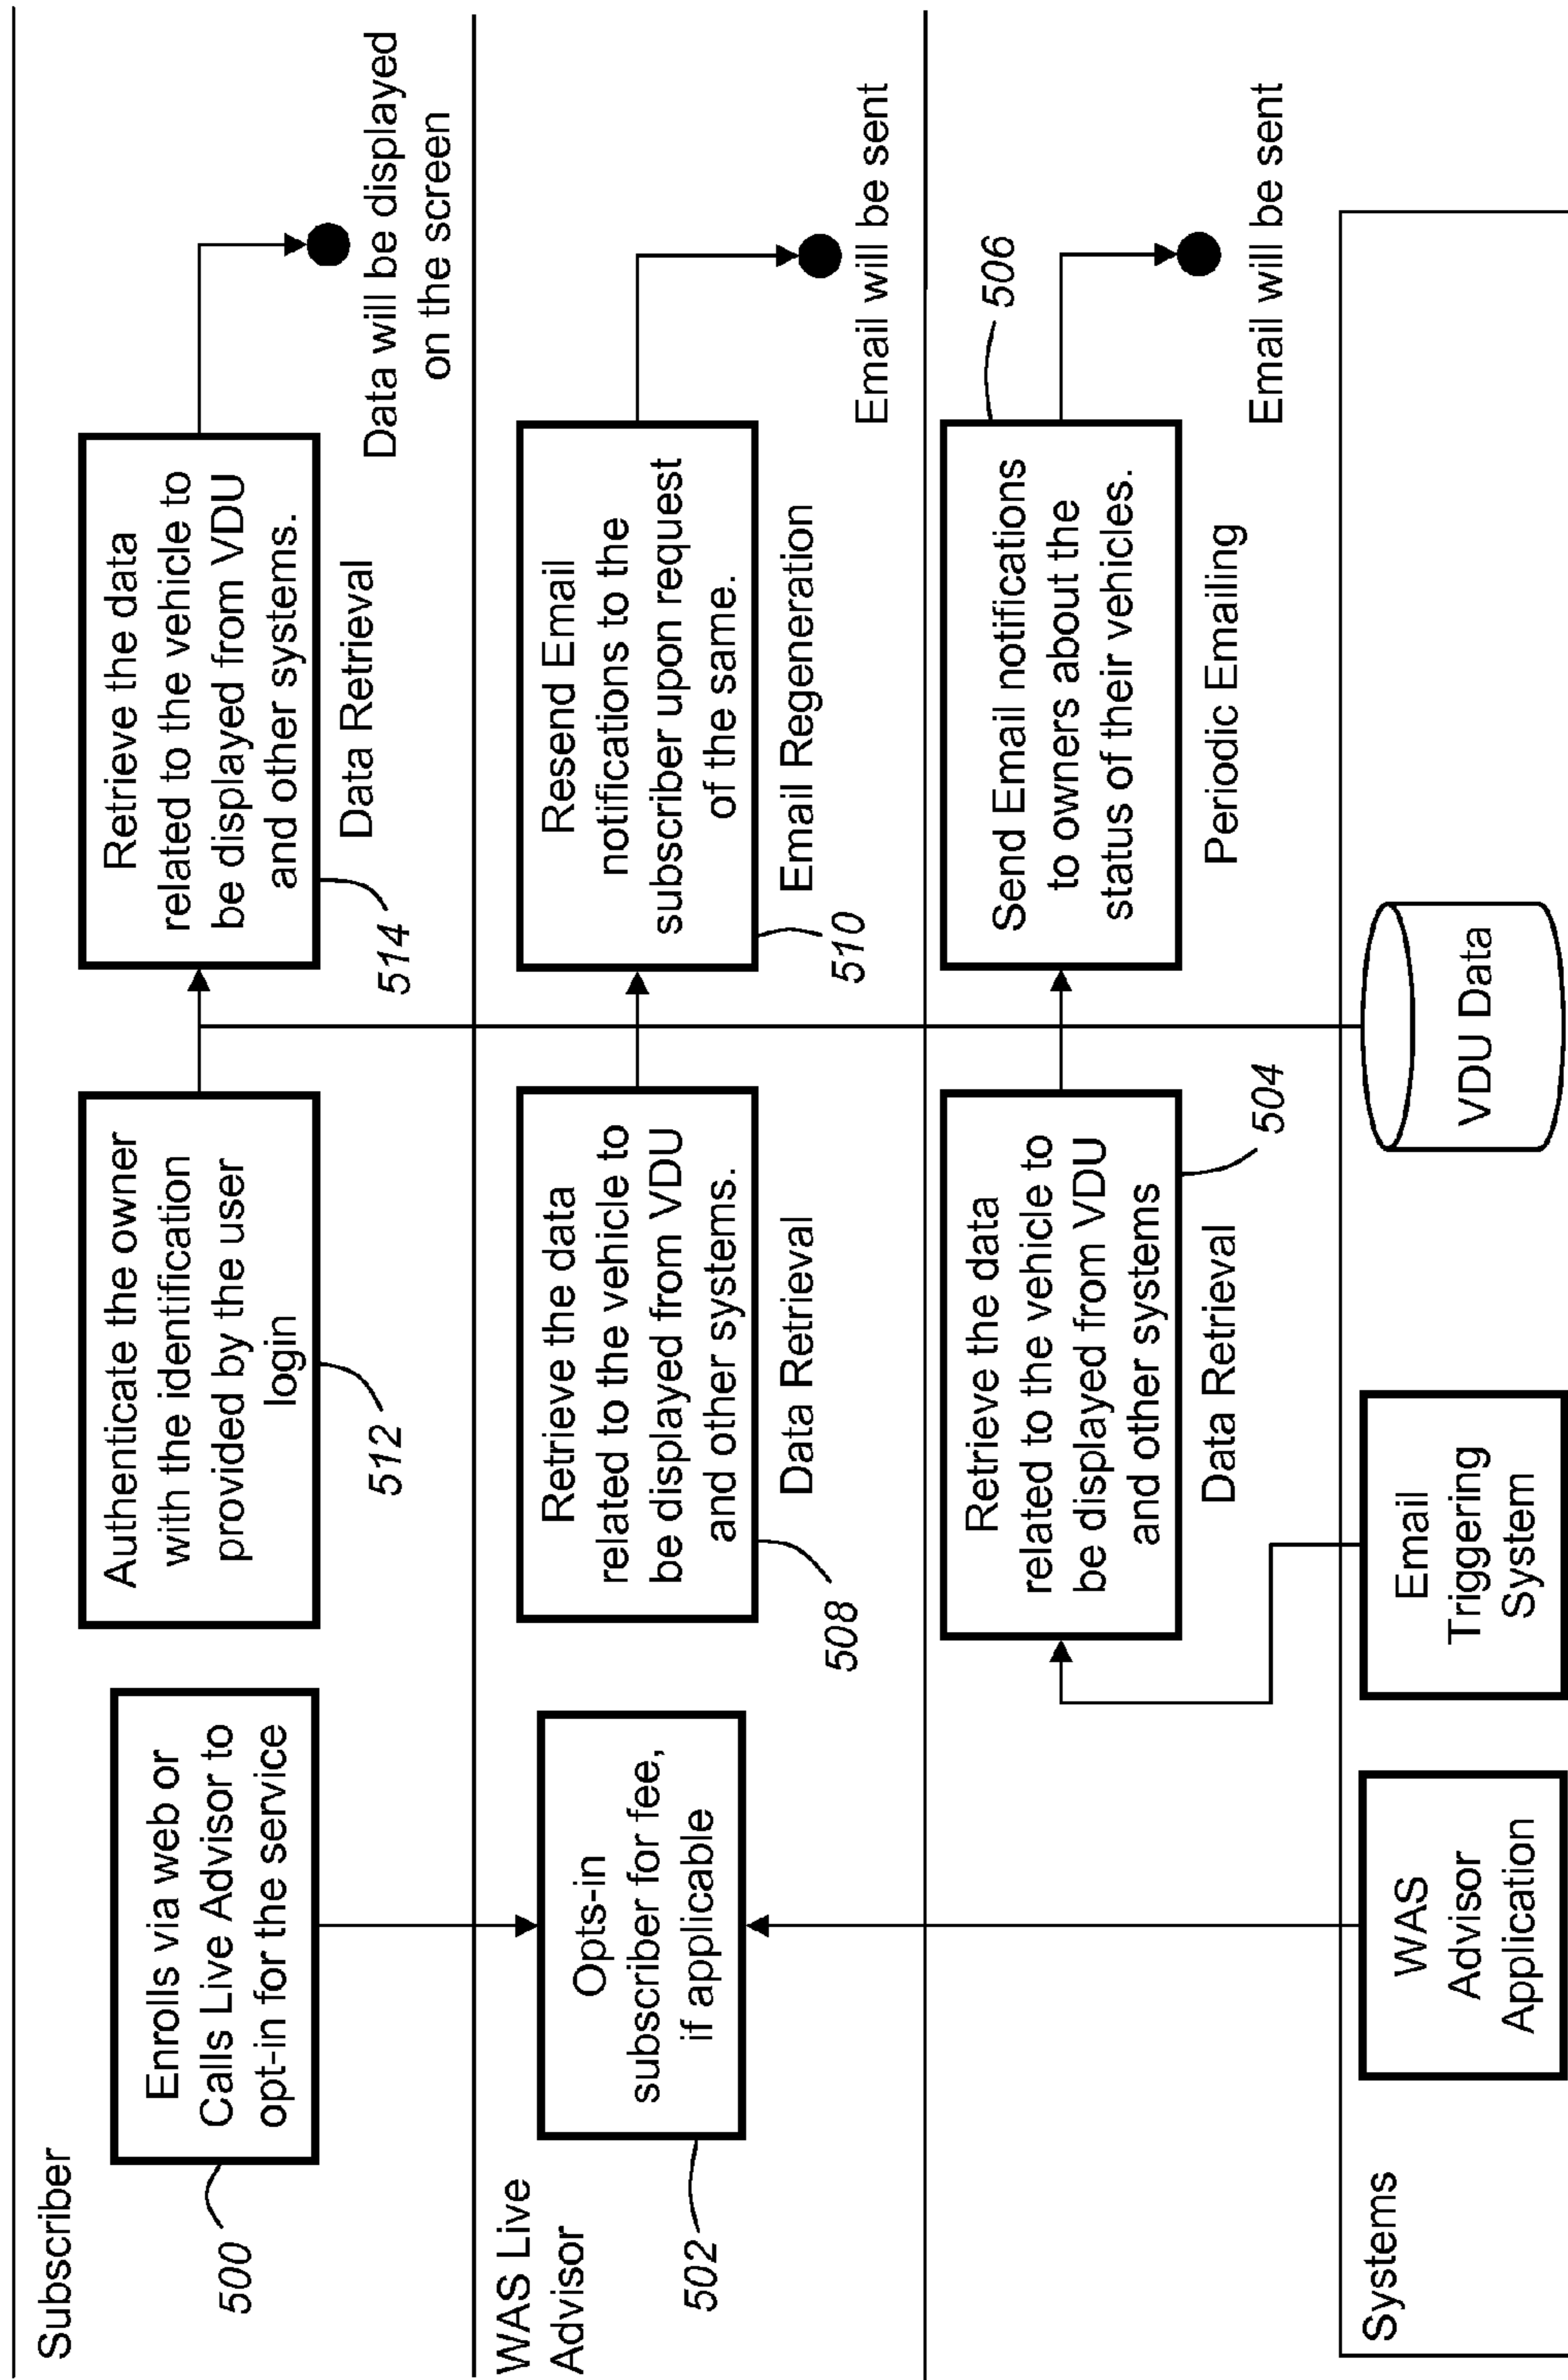 Subscriber
Enrolls via web or
Calls Live Advisor to
opt-in for the service
500
Authenticate the owner
with the identification
provided by the user
login
512
Retrieve the data
related to the vehicle to
be displayed from VDU
and other systems.
514
Data Retrieval
Data will be displayed
on the screen
WAS Live
Advisor
Opts-in
subscriber for fee,
if applicable
502
Retrieve the data
related to the vehicle to
be displayed from VDU
and other systems.
508
Data Retrieval
Resend Email
notifications to the
subscriber upon request
of the same.
510
Email Regeneration
Email will be sent
Retrieve the data
related to the vehicle to
be displayed from VDU
and other systems
504
Data Retrieval
Send Email notifications
to owners about the
status of their vehicles.
506
Periodic Emailing
Email will be sent
Systems
WAS
Advisor
Application
Email
Triggering
System
VDU Data